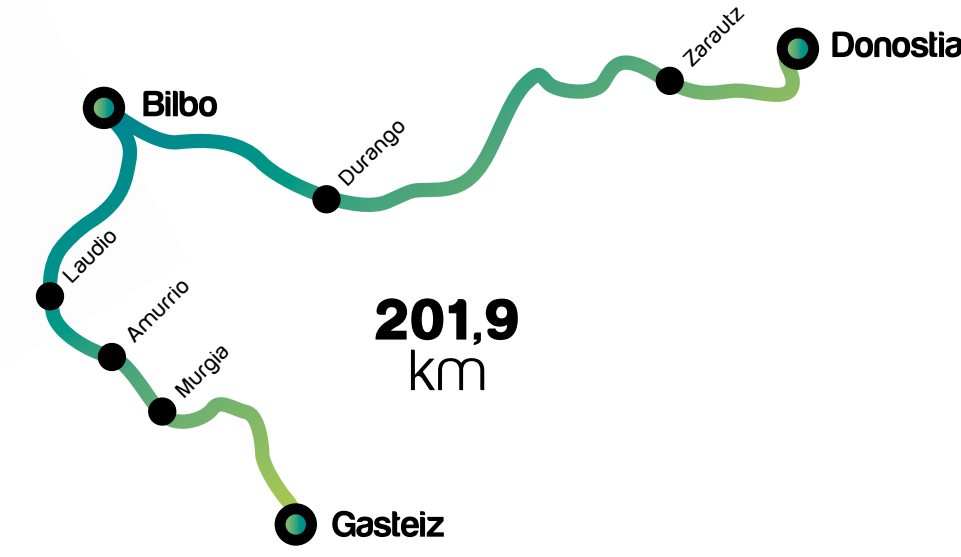 Zarautz
Donostia
Bilbo
Durango
Laudio
Amurrio
Murgia
201,9
km
Gasteiz